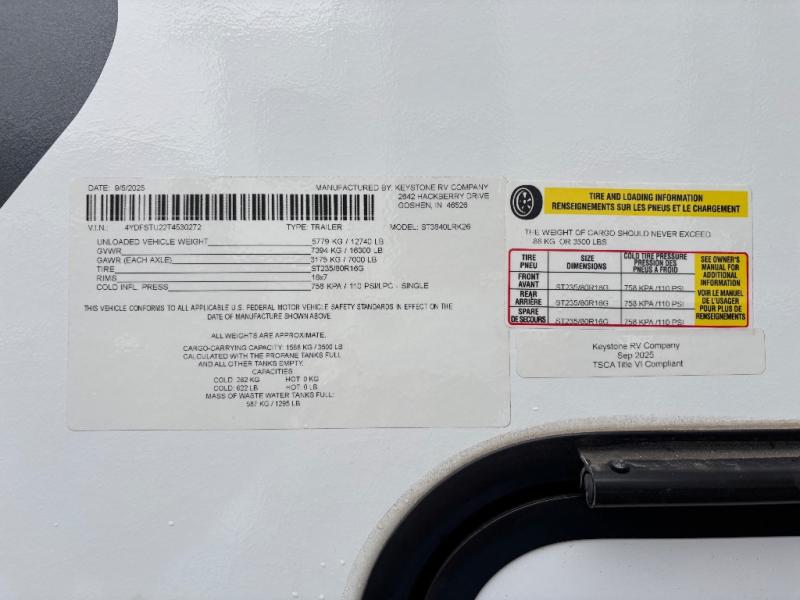 DATE: 9/5/2025 MANUFACTURED BY: KEYSTONE RV COMPANY
2642 HACKBERRY DRIVE
GOSHEN, IN 46526
V.I.N.: 4YDFSTU22T4530272 TYPE: TRAILER MODEL: ST3840LRK26
UNLOADED VEHICLE WEIGHT 5779 KG / 12740 LB
GVWR 7394 KG / 16300 LB
GAWR (EACH AXLE) 3175 KG / 7000 LB
TIRE ST235/80R16G
RIMS 16x7
COLD INFL. PRESS 758 KPA / 110 PSI/LPC - SINGLE
THIS VEHICLE CONFORMS TO ALL APPLICABLE U.S. FEDERAL MOTOR VEHICLE SAFETY STANDARDS IN EFFECT ON THE
DATE OF MANUFACTURE SHOWN ABOVE.
ALL WEIGHTS ARE APPROXIMATE.
CARGO-CARRYING CAPACITY: 1588 KG / 3500 LB
CALCULATED WITH THE PROPANE TANKS FULL
AND ALL OTHER TANKS EMPTY.
CAPACITIES
COLD: 282 KG HOT: 0 KG
COLD: 622 LB HOT: 0 LB
MASS OF WASTE WATER TANKS FULL:
587 KG / 1295 LB
TIRE AND LOADING INFORMATION
RENSEIGNEMENTS SUR LES PNEUS ET LE CHARGEMENT
THE WEIGHT OF CARGO SHOULD NEVER EXCEED
88 KG OR 3500 LBS
TIRE PNEU SIZE DIMENSIONS COLD TIRE PRESSURE PRESSION DES PNEUS A FROID
FRONT AVANT ST235/80R16G 758 KPA /110 PSI
REAR ARRIÈRE ST235/80R16G 758 KPA /110 PSI
SPARE DE SECOURS ST235/80R16G 758 KPA /110 PSI
SEE OWNER'S
MANUAL FOR
ADDITIONAL
INFORMATION
VOIR LE MANUEL
DE L'USAGER
POUR PLUS DE
RENSEIGNEMENTS
Keystone RV Company
Sep 2025
TSCA Title VI Compliant